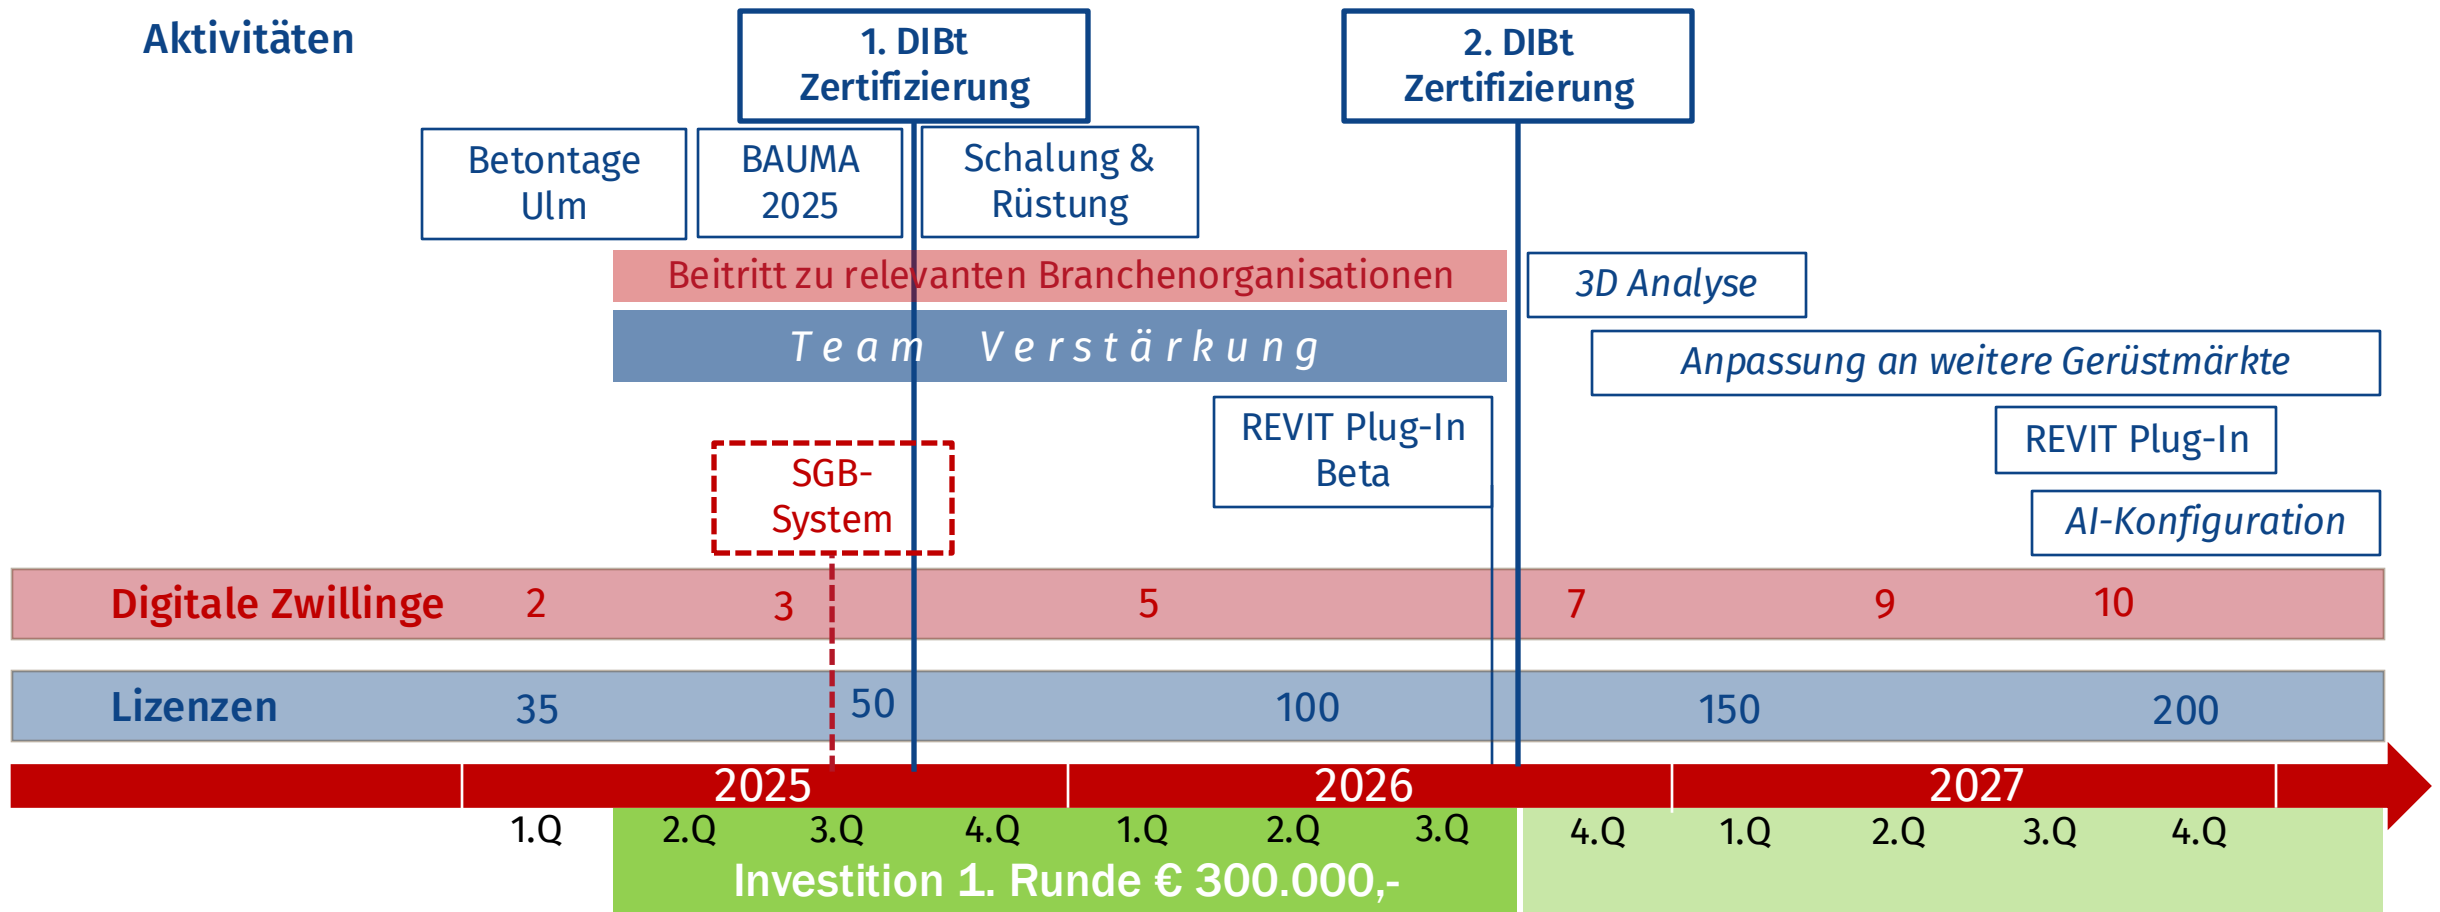 Aktivitäten
1. DIBt
Zertifizierung
2. DIBt
Zertifizierung
Betontage
Ulm
BAUMA
2025
Schalung &
Rüstung
Beitritt zu relevanten Branchenorganisationen
3D Analyse
Team Verstärkung
Anpassung an weitere Gerüstmärkte
REVIT Plug-In
Beta
REVIT Plug-In
SGB-
System
AI-Konfiguration
Digitale Zwillinge 2 3 5 7 9 10
Lizenzen 35 50 100 150 200
2025 2026 2027
1.Q 2.Q 3.Q 4.Q 1.Q 2.Q 3.Q 4.Q 1.Q 2.Q 3.Q 4.Q
Investition 1. Runde € 300.000,-